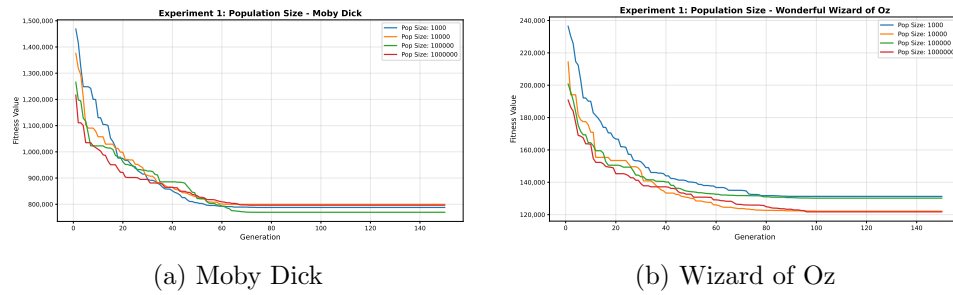 Experiment 1: Population Size - Moby Dick
1,500,000
1,400,000
1,300,000
1,200,000
1,100,000
1,000,000
900,000
800,000
Fitness Value
Pop Size: 1000
Pop Size: 10000
Pop Size: 100000
Pop Size: 1000000
0 20 40 60 80 100 120 140
Generation
(a) Moby Dick
Experiment 1: Population Size - Wonderful Wizard of Oz
240,000
220,000
200,000
180,000
160,000
140,000
120,000
Fitness Value
Pop Size: 1000
Pop Size: 10000
Pop Size: 100000
Pop Size: 1000000
0 20 40 60 80 100 120 140
Generation
(b) Wizard of Oz